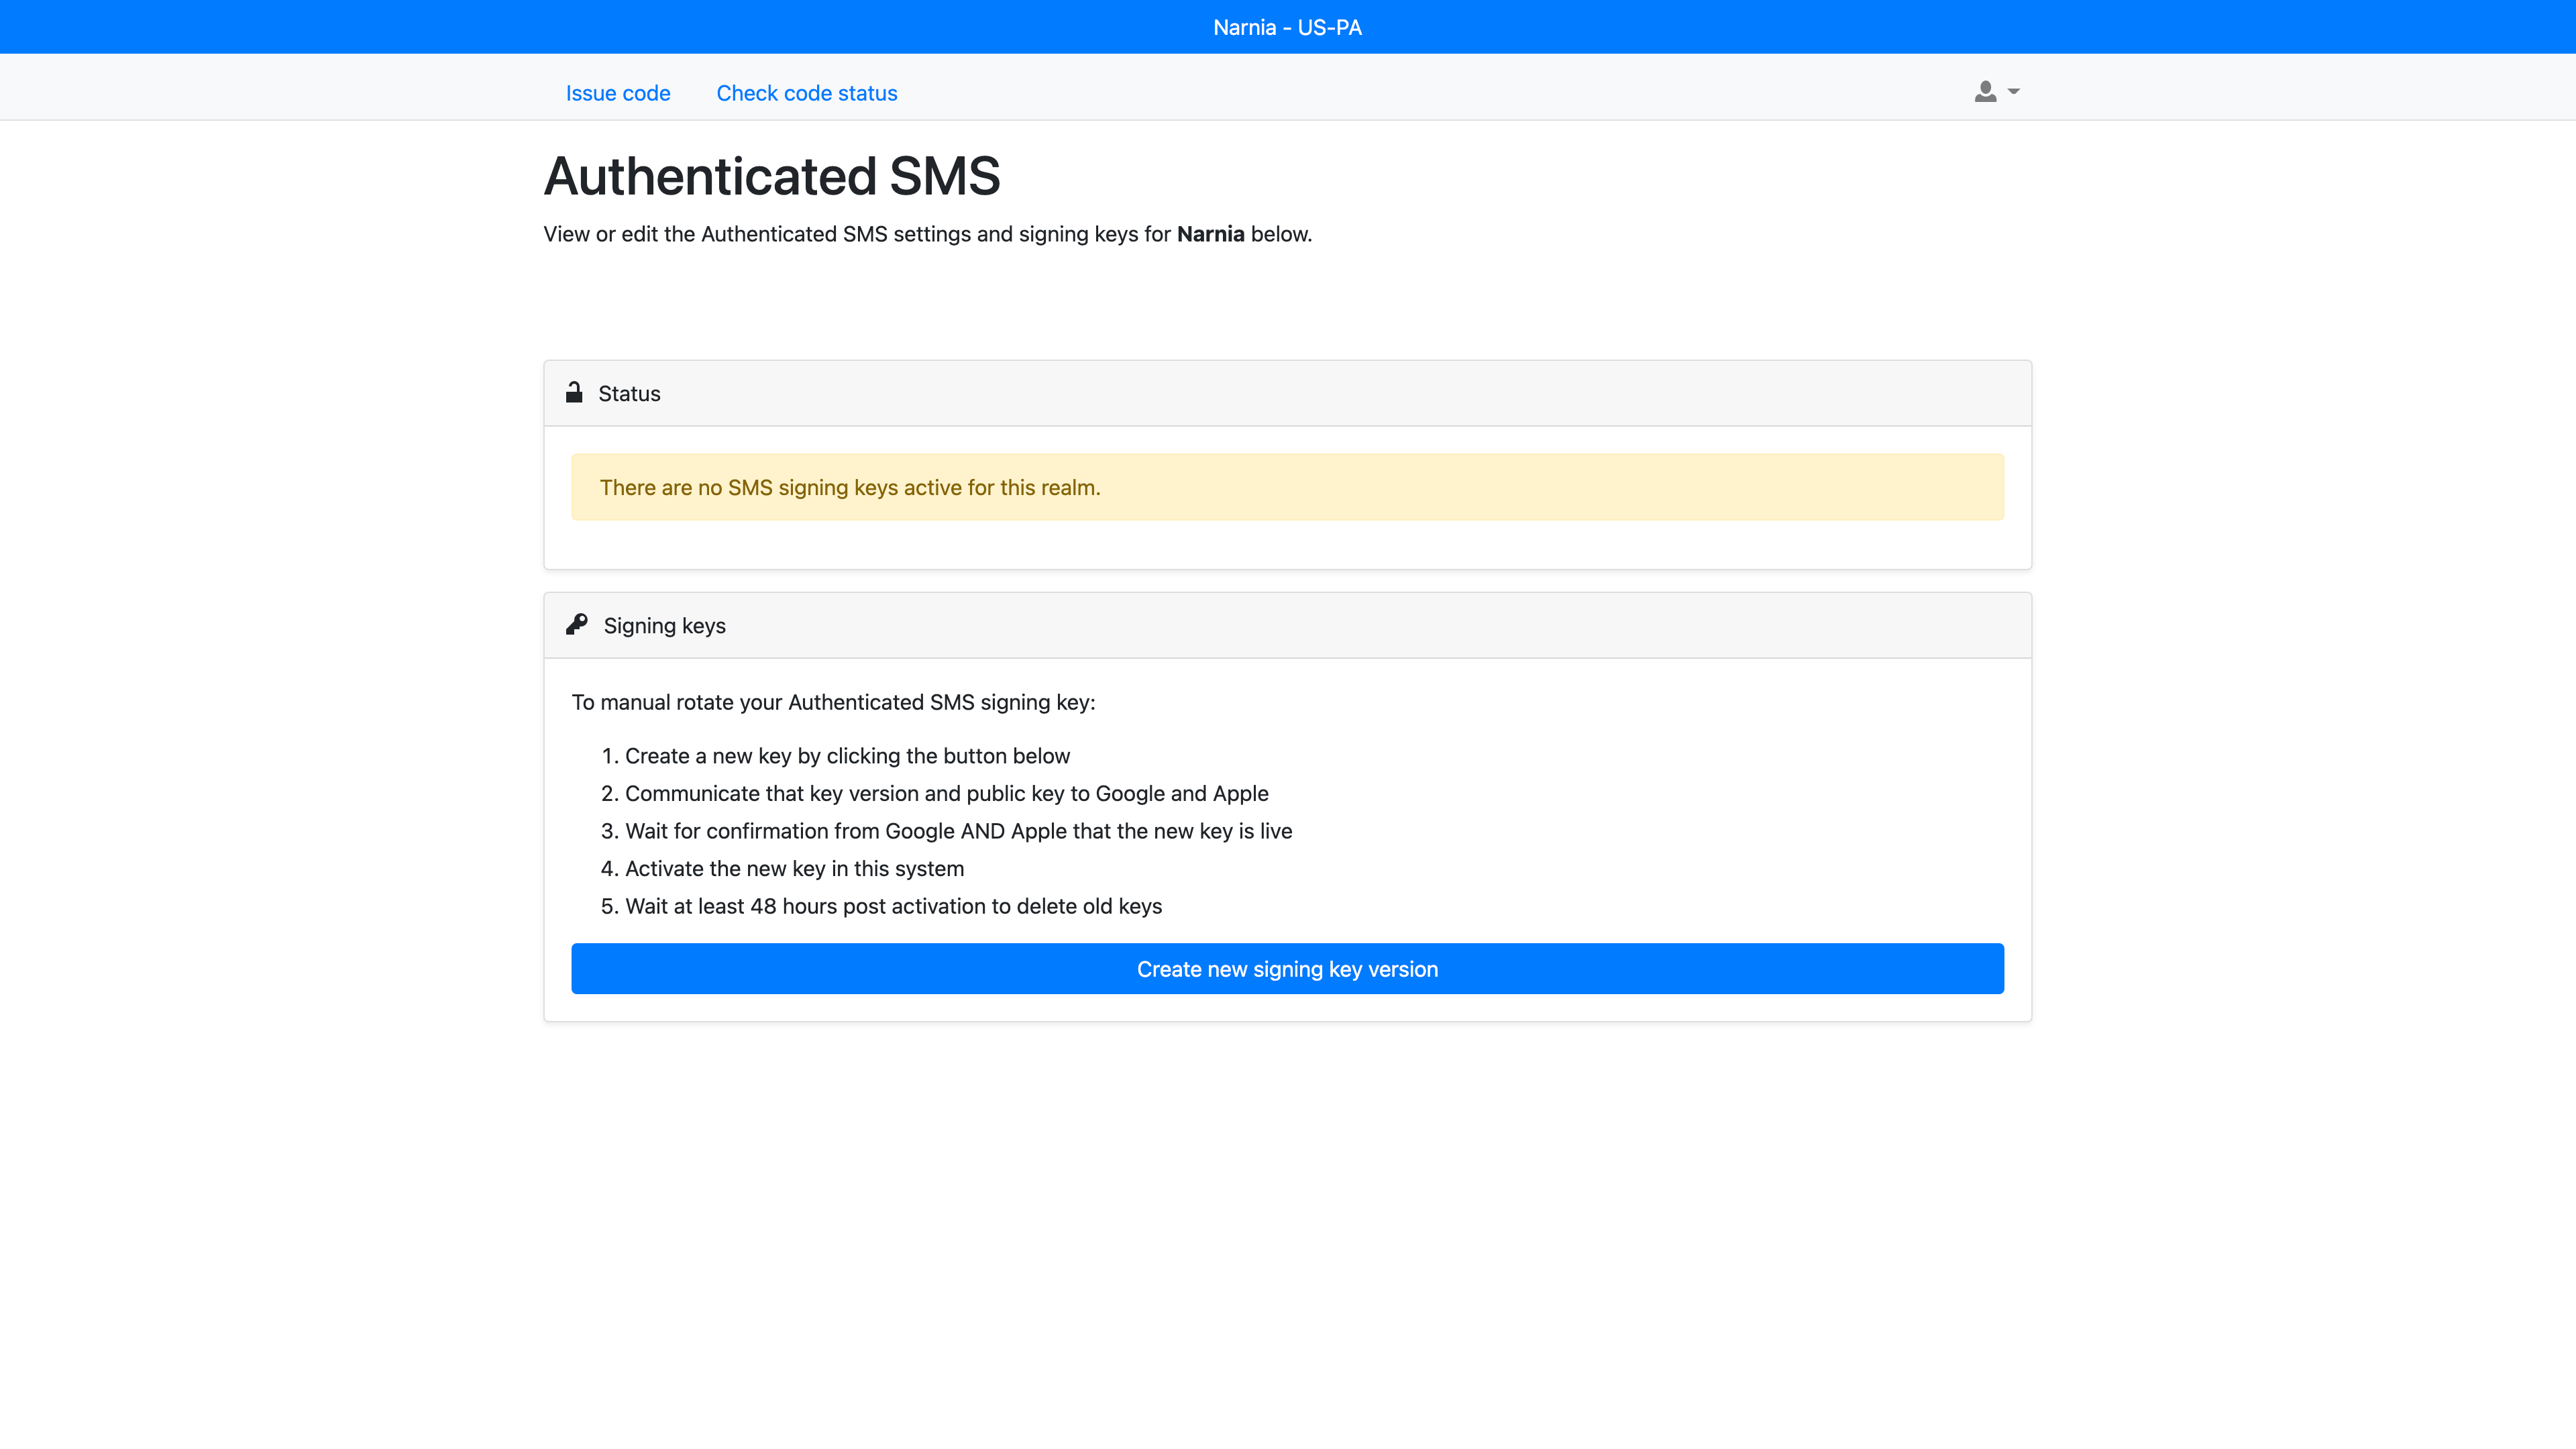 Narnia - US-PA
Issue code
Check code status
Authenticated SMS
View or edit the Authenticated SMS settings and signing keys for Narnia below.
Status
There are no SMS signing keys active for this realm.
Signing keys
To manual rotate your Authenticated SMS signing key:
1. Create a new key by clicking the button below
2. Communicate that key version and public key to Google and Apple
3. Wait for confirmation from Google AND Apple that the new key is live
4. Activate the new key in this system
5. Wait at least 48 hours post activation to delete old keys
Create new signing key version